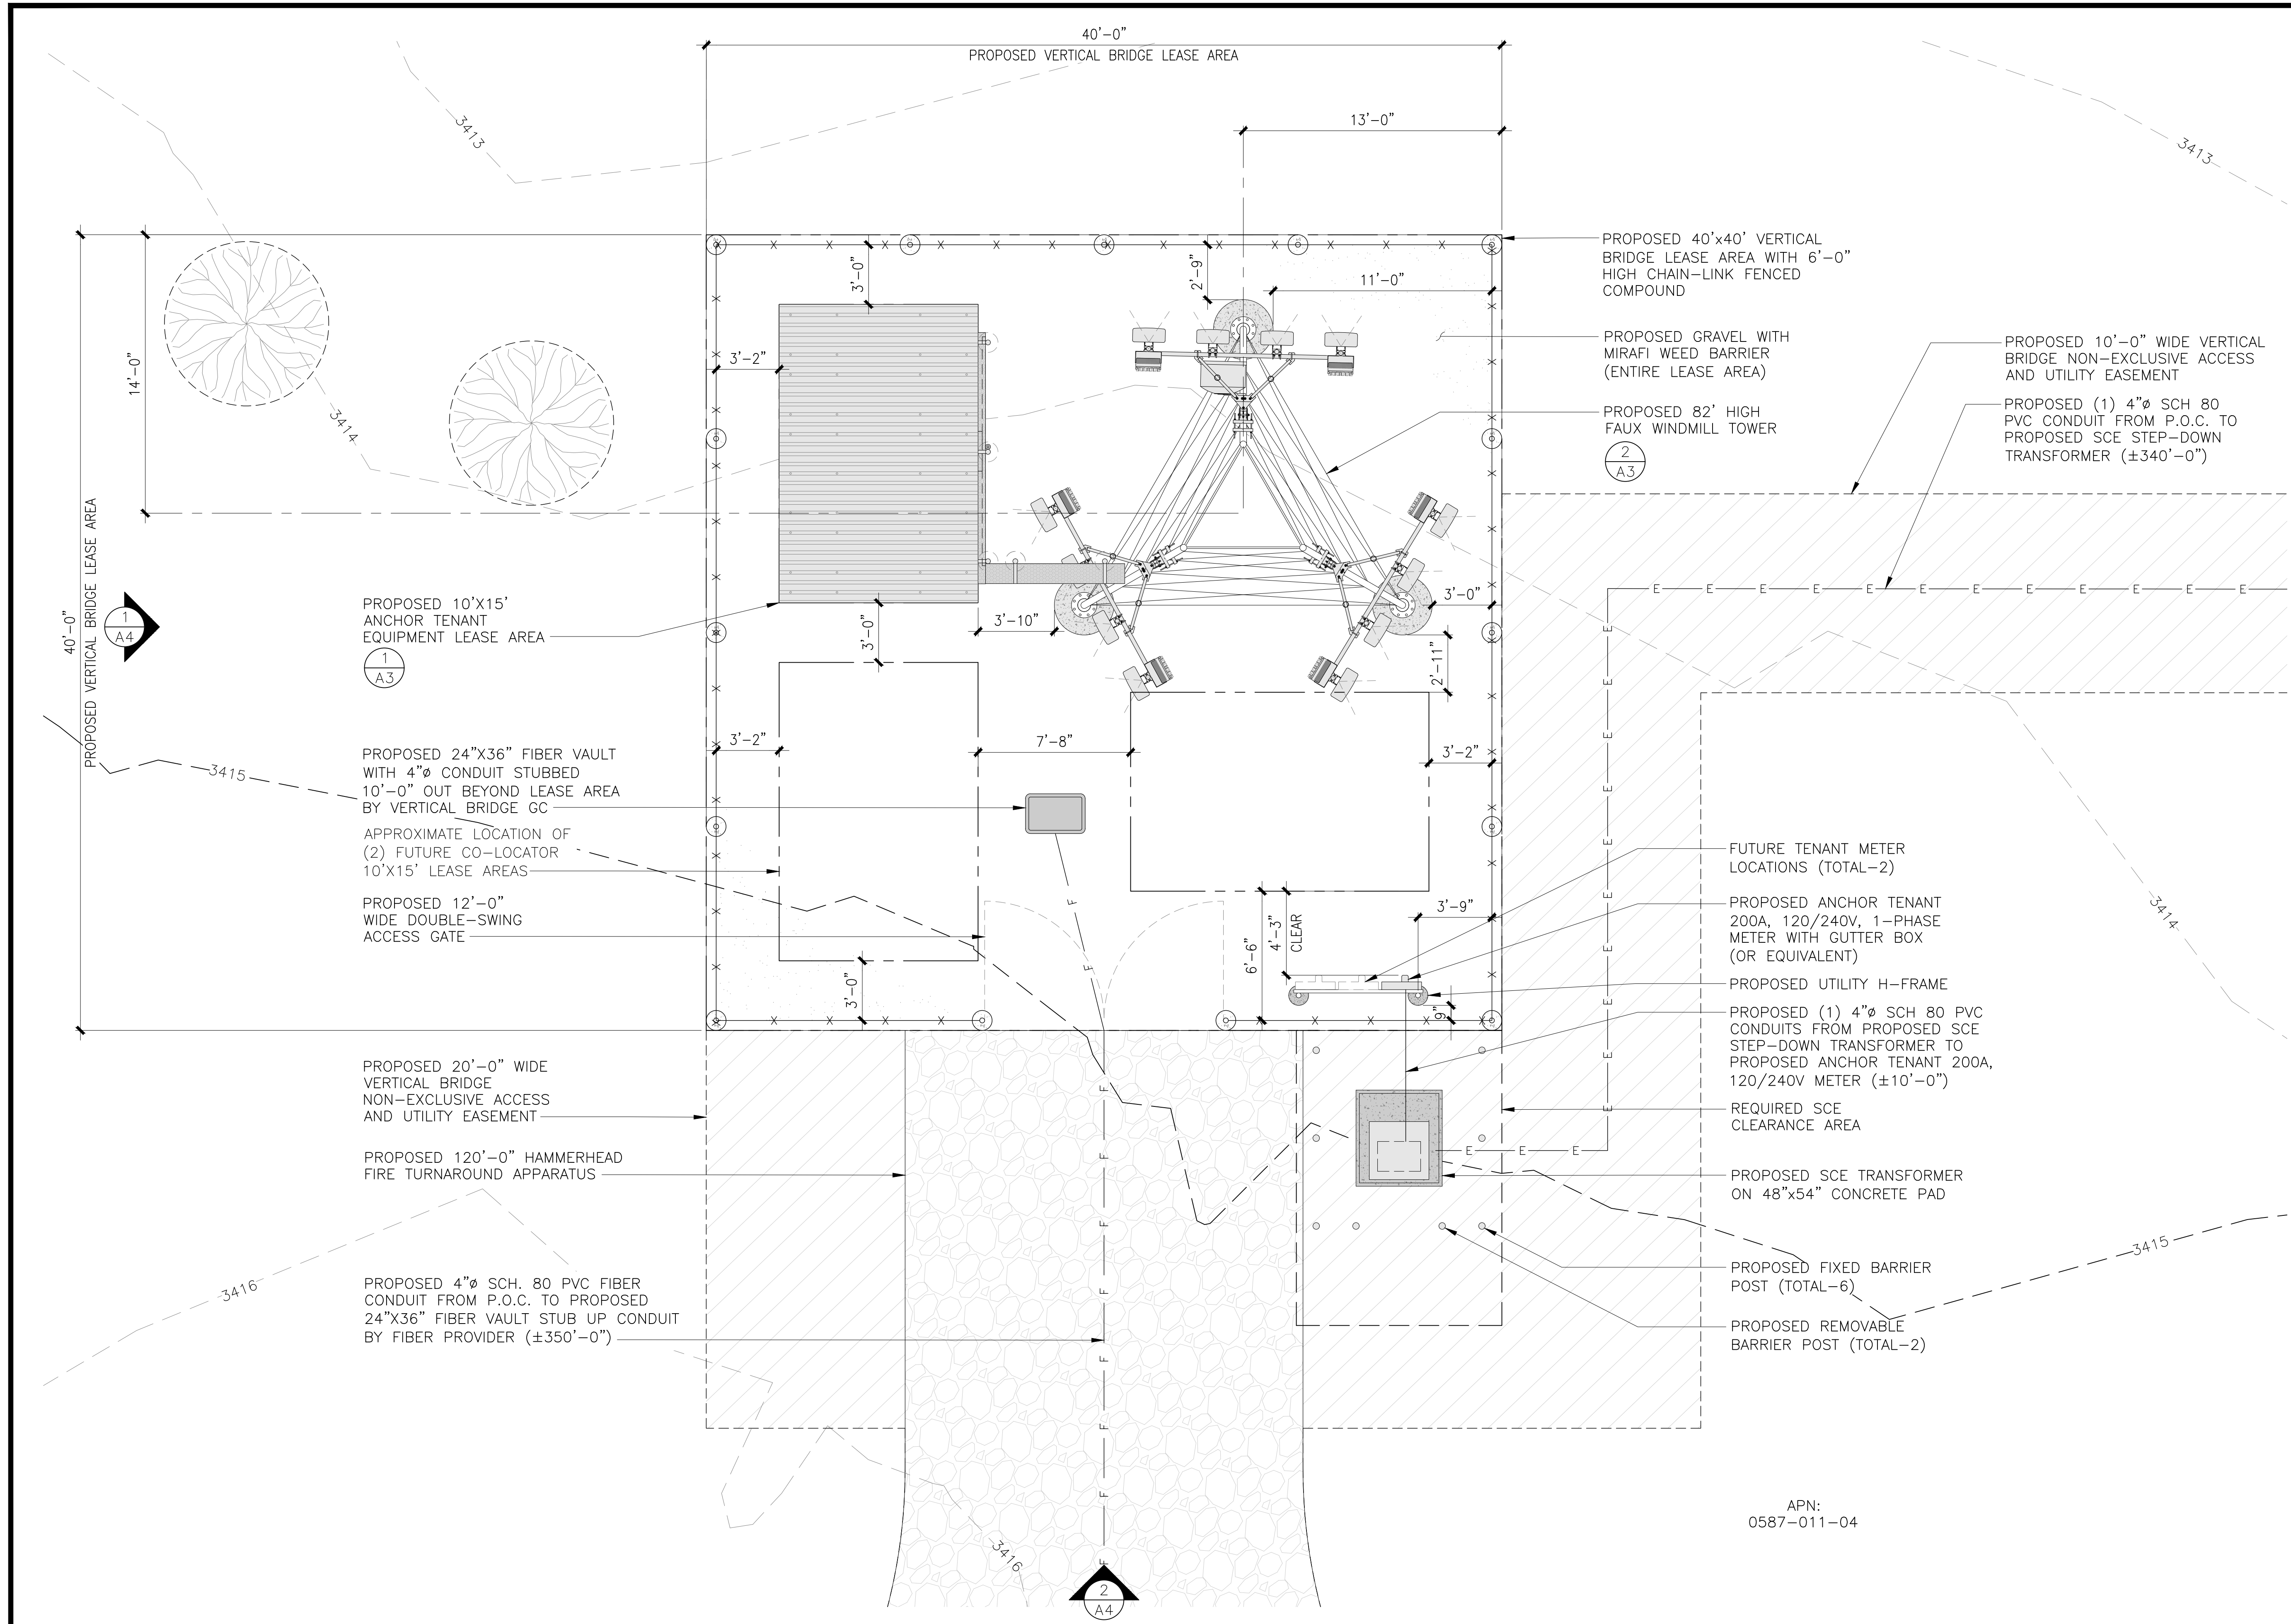 40'-0"
PROPOSED VERTICAL BRIDGE LEASE AREA
13'-0"
3413
3413
PROPOSED 40'x40' VERTICAL
BRIDGE LEASE AREA WITH 6'-0"
HIGH CHAIN-LINK FENCED
COMPOUND
3'-0"
2'-9"
11'-0"
PROPOSED GRAVEL WITH
MIRAFI WEED BARRIER
(ENTIRE LEASE AREA)
PROPOSED 10'-0" WIDE VERTICAL
BRIDGE NON-EXCLUSIVE ACCESS
AND UTILITY EASEMENT
14'-0"
3'-2"
3414
PROPOSED 82' HIGH
FAUX WINDMILL TOWER
2
A3
PROPOSED (1) 4"ø SCH 80
PVC CONDUIT FROM P.O.C. TO
PROPOSED SCE STEP-DOWN
TRANSFORMER (±340'-0")
40'-0"
PROPOSED VERTICAL BRIDGE LEASE AREA
1
A4
PROPOSED 10'X15'
ANCHOR TENANT
EQUIPMENT LEASE AREA
1
A3
3'-0"
3'-10"
3'-0"
2'-11"
3415
PROPOSED 24"X36" FIBER VAULT
WITH 4"ø CONDUIT STUBBED
10'-0" OUT BEYOND LEASE AREA
BY VERTICAL BRIDGE GC
3'-2"
7'-8"
3'-2"
APPROXIMATE LOCATION OF
(2) FUTURE CO-LOCATOR
10'X15' LEASE AREAS
FUTURE TENANT METER
LOCATIONS (TOTAL-2)
PROPOSED 12'-0"
WIDE DOUBLE-SWING
ACCESS GATE
3'-0"
6'-6"
4'-3"
CLEAR
3'-9"
9"
PROPOSED ANCHOR TENANT
200A, 120/240V, 1-PHASE
METER WITH GUTTER BOX
(OR EQUIVALENT)
3414
PROPOSED UTILITY H-FRAME
PROPOSED (1) 4"ø SCH 80 PVC
CONDUITS FROM PROPOSED SCE
STEP-DOWN TRANSFORMER TO
PROPOSED ANCHOR TENANT 200A,
120/240V METER (±10'-0")
PROPOSED 20'-0" WIDE
VERTICAL BRIDGE
NON-EXCLUSIVE ACCESS
AND UTILITY EASEMENT
REQUIRED SCE
CLEARANCE AREA
PROPOSED 120'-0" HAMMERHEAD
FIRE TURNAROUND APPARATUS
PROPOSED SCE TRANSFORMER
ON 48"x54" CONCRETE PAD
3415
3416
PROPOSED FIXED BARRIER
POST (TOTAL-6)
PROPOSED 4"ø SCH. 80 PVC FIBER
CONDUIT FROM P.O.C. TO PROPOSED
24"X36" FIBER VAULT STUB UP CONDUIT
BY FIBER PROVIDER (±350'-0")
PROPOSED REMOVABLE
BARRIER POST (TOTAL-2)
APN:
0587-011-04
3416
2
A4